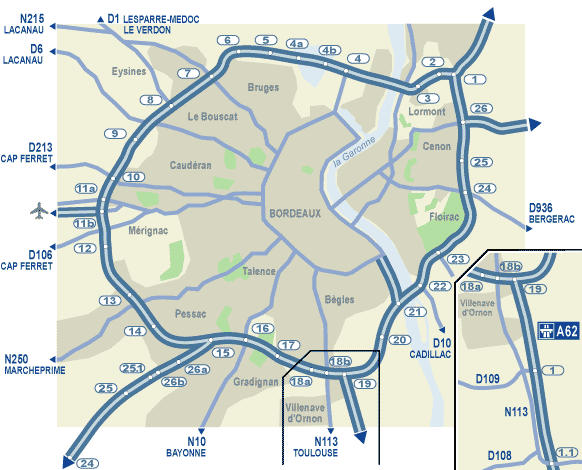 N215
LACANAU
D1 LESPARRE-MEDOC
LE VERDON
D6
LACANAU
Eysines
6
5
4a
4b
4
2
1
3
7
Bruges
8
Le Bouscat
Lormont
26
9
la Garonne
Cenon
D213
CAP FERRET
Caudéran
25
10
11a
24
D936
BERGERAC
BORDEAUX
Floirac
11b
Mérignac
12
D106
CAP FERRET
23
18b
18a
19
Talence
13
22
Villenave
d'Ornon
Bègles
21
Pessac
14
D10
CADILLAC
A62
20
16
15
17
N250
MARCHEPRIME
18b
26a
18a
19
1
25.1
26b
D109
Gradignan
25
Villenave
d'Ornon
N113
N10
BAYONNE
N113
TOULOUSE
1.1
D108
24